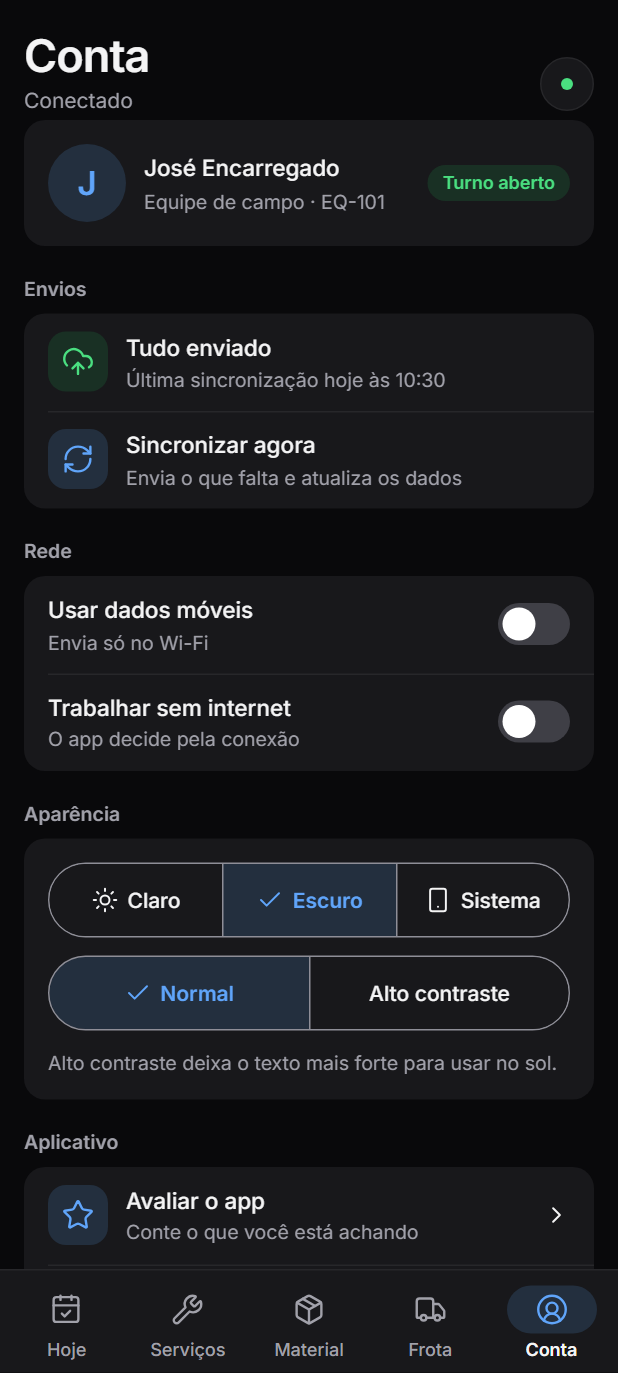 Conta
Conectado
J
José Encarregado
Equipe de campo · EQ-101
Turno aberto
Envios
Tudo enviado
Última sincronização hoje às 10:30
Sincronizar agora
Envia o que falta e atualiza os dados
Rede
Usar dados móveis
Envia só no Wi-Fi
Trabalhar sem internet
O app decide pela conexão
Aparência
Claro
Escuro
Sistema
Normal
Alto contraste
Alto contraste deixa o texto mais forte para usar no sol.
Aplicativo
Avaliar o app
Conte o que você está achando
Hoje
Serviços
Material
Frota
Conta